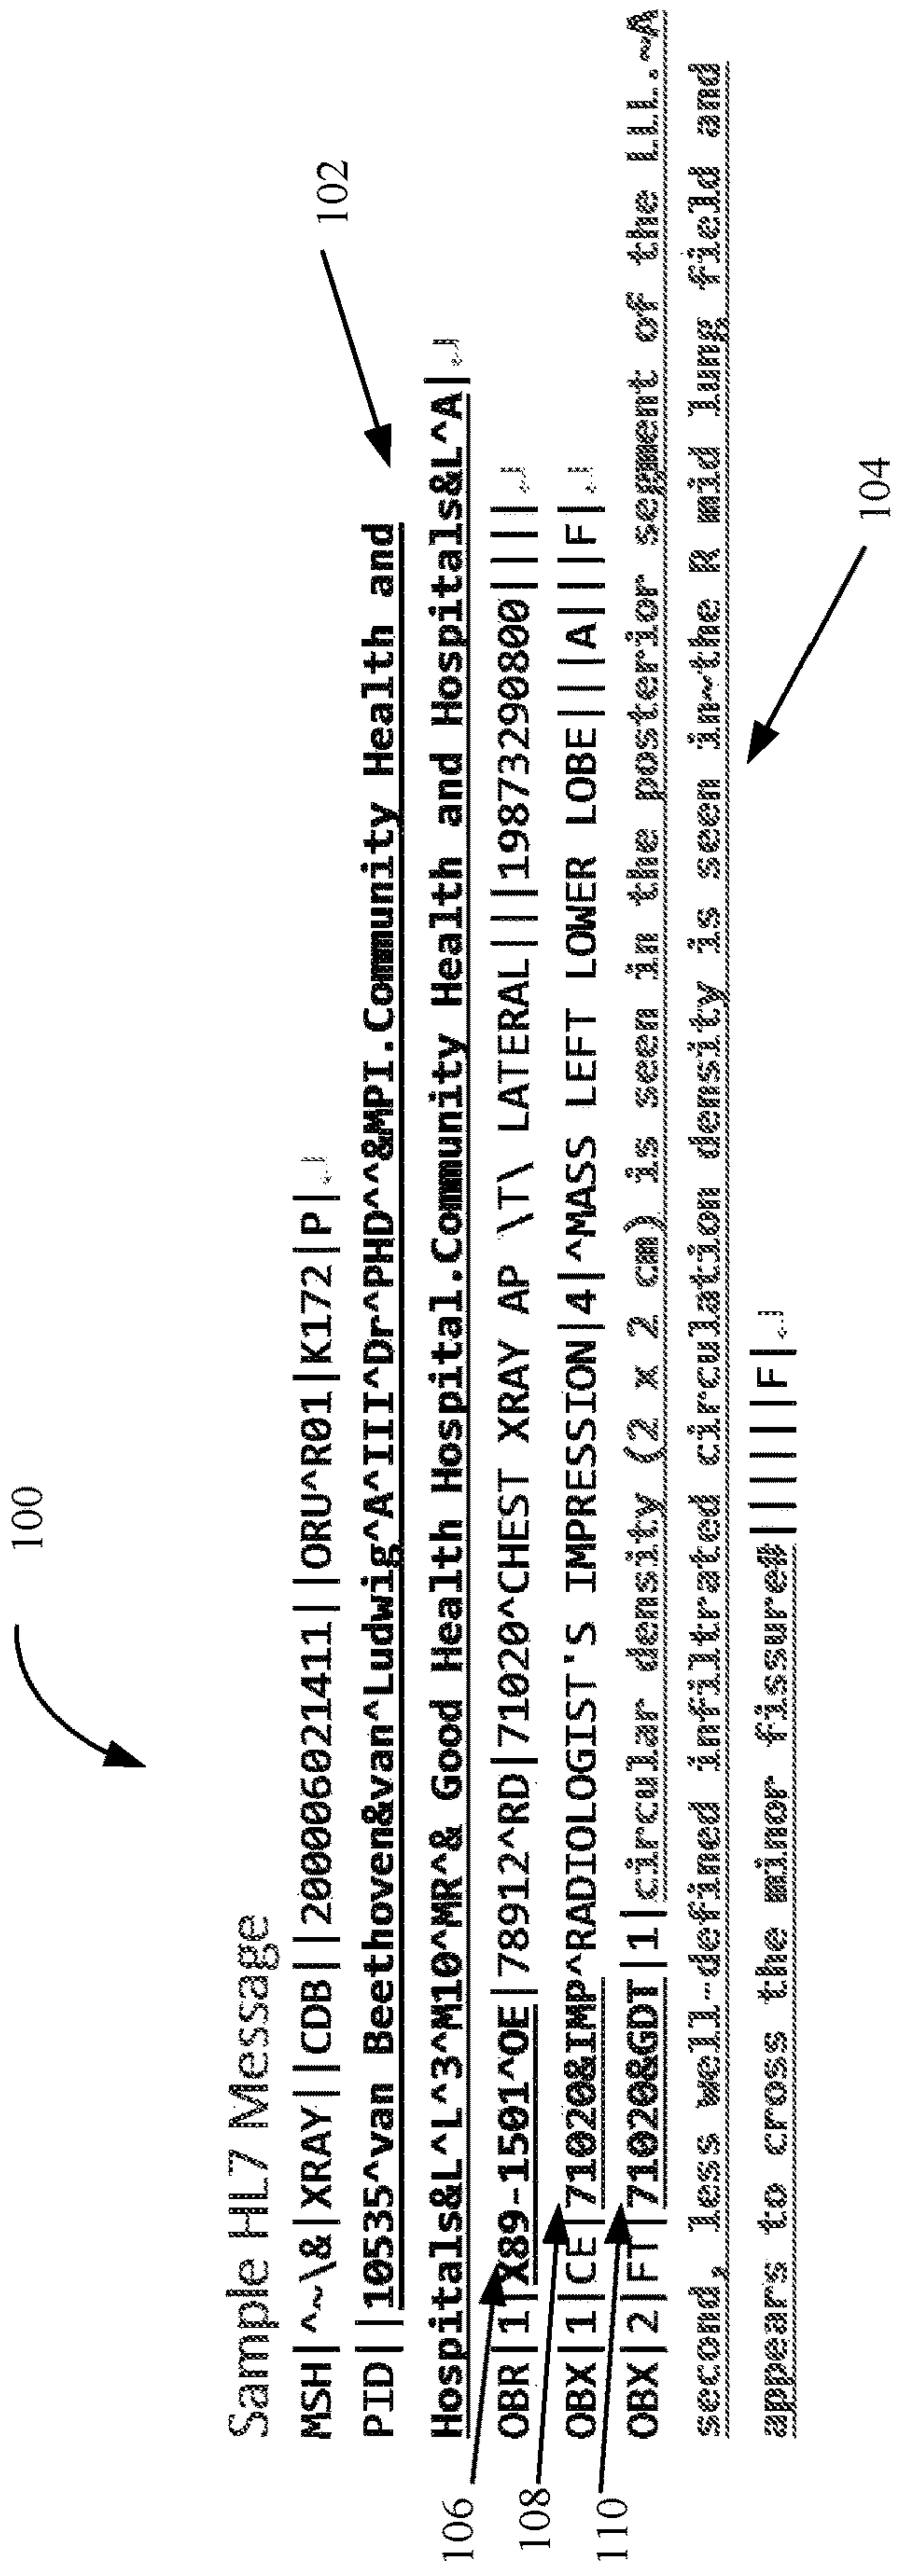 100
Sample HL7 Message
102
MSH|^~\&|XRAY||CDB||200006021411||ORU^R01|K172|P|↵
PID||10535^van Beethoven&van^Ludwig^A^III^Dr^PHD^^&MPI.Community Health and
Hospitals&L^L^3^M10^MR^& Good Health Hospital.Community Health and Hospitals&L^A|↵
OBR|1|X89-1501^OE|78912^RD|71020^CHEST XRAY AP \T\ LATERAL|||198732290800||||↵
OBX|1|CE|71020&IMP^RADIOLOGIST'S IMPRESSION|4|^MASS LEFT LOWER LOBE|||A|||F|↵
OBX|2|FT|71020&GDT|1|circular density (2 x 2 cm) is seen in the posterior segment of the LLL.~A
second, less well-defined infiltrated circulation density is seen in~the R mid lung field and
appears to cross the minor fissure#||||||F|↵
106
108
110
104